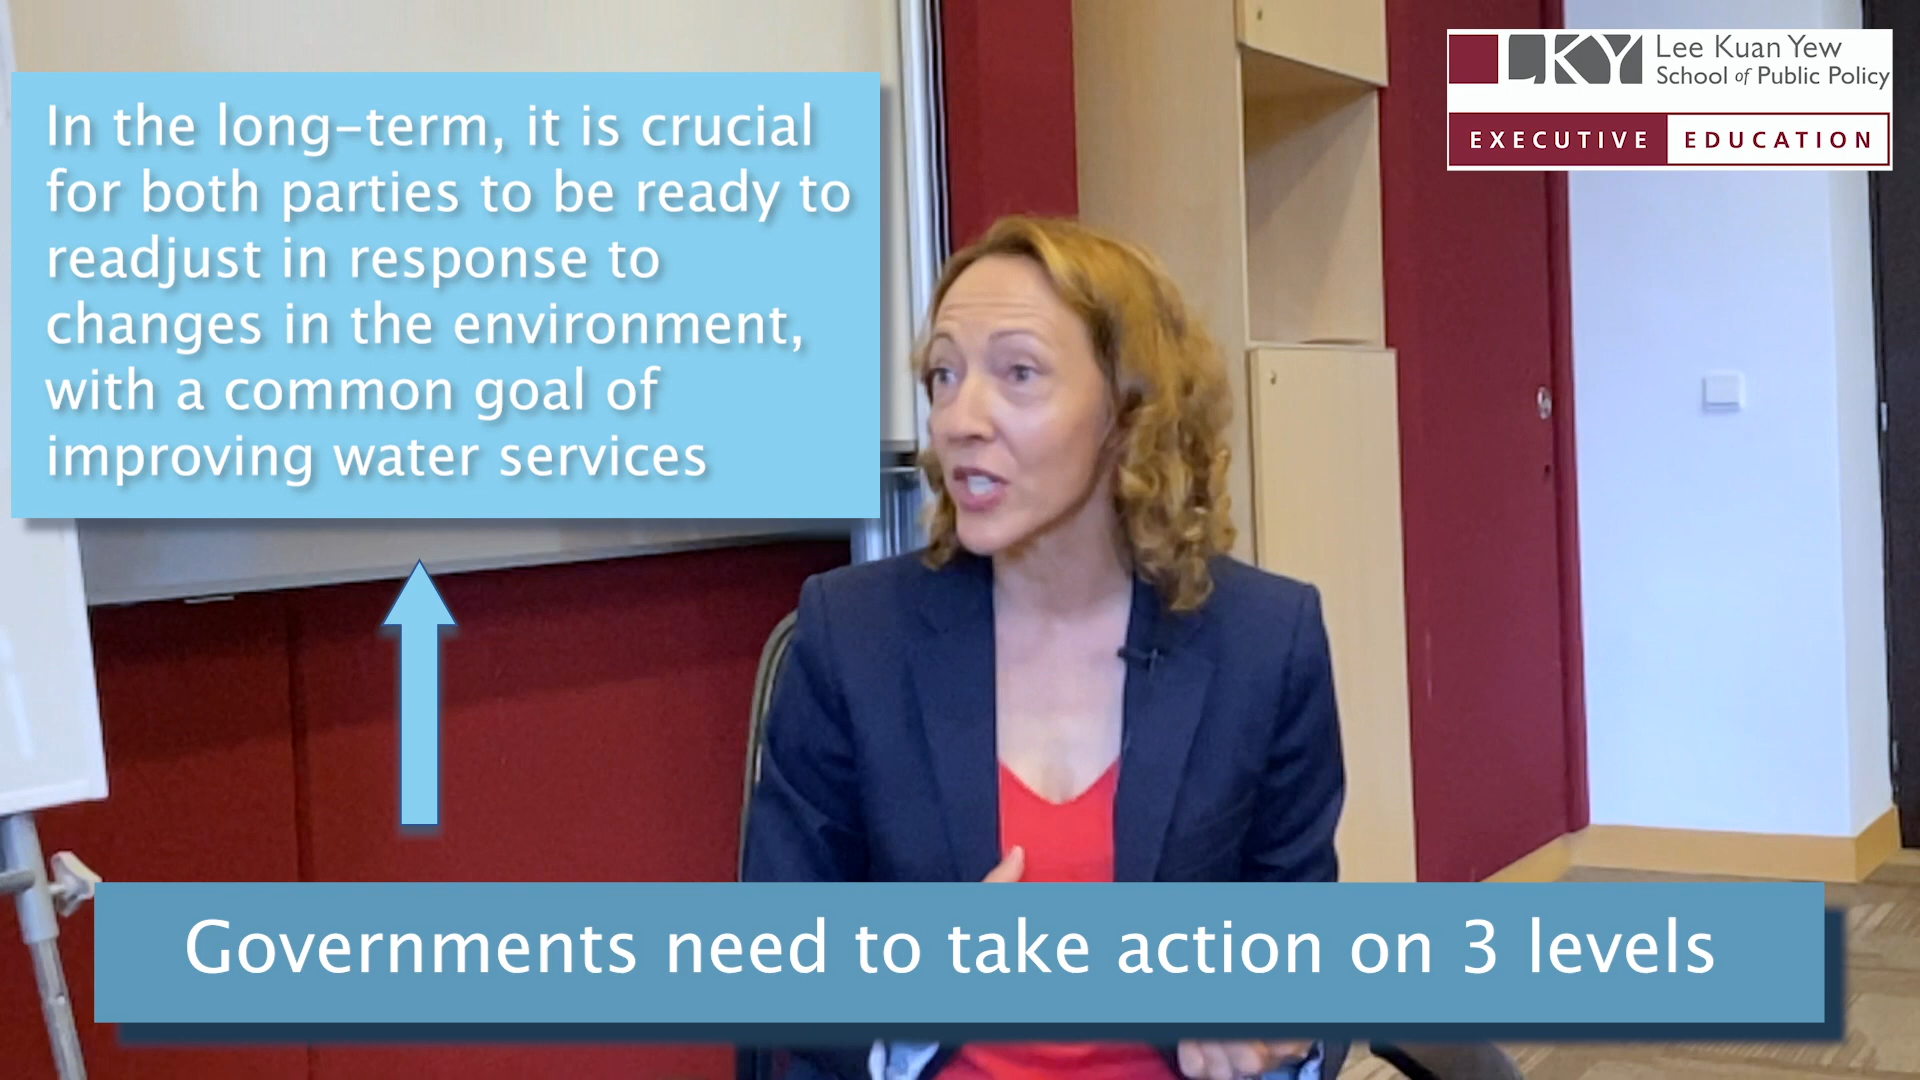 In the long-term, it is crucial
for both parties to be ready to
readjust in response to
changes in the environment,
with a common goal of
improving water services
LKY
Lee Kuan Yew
School of Public Policy
EXECUTIVE EDUCATION
Governments need to take action on 3 levels